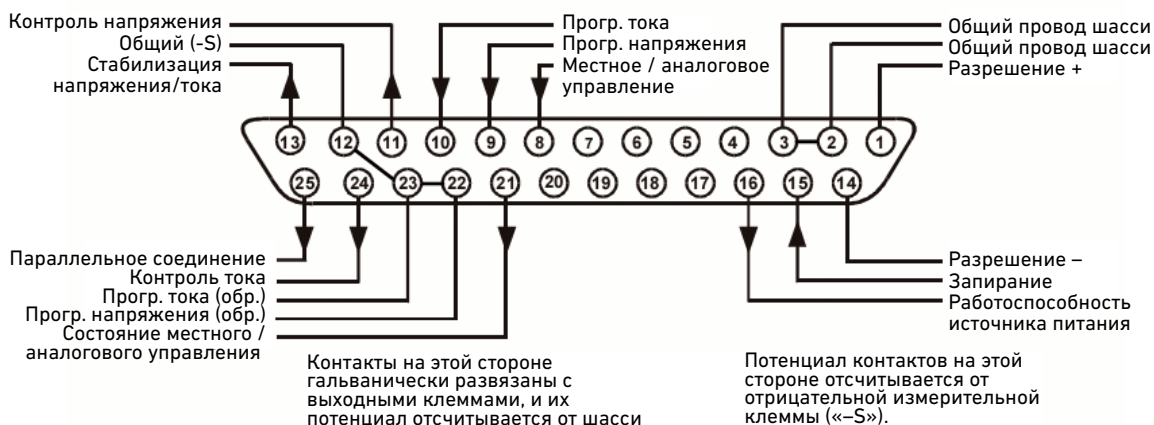 Контроль напряжения
Общий (-S)
Стабилизация
напряжения/тока
Прогр. тока
Прогр. напряжения
Местное / аналоговое
управление
Общий провод шасси
Общий провод шасси
Разрешение +
13 12 11 10 9 8 7 6 5 4 3 2 1
25 24 23 22 21 20 19 18 17 16 15 14
Параллельное соединение
Контроль тока
Прогр. тока (обр.)
Прогр. напряжения (обр.)
Состояние местного /
аналогового управления
Разрешение –
Запирание
Работоспособность
источника питания
Контакты на этой стороне
гальванически развязаны с
выходными клеммами, и их
потенциал отсчитывается от шасси
Потенциал контактов на этой
стороне отсчитывается от
отрицательной измерительной
клеммы («–S»).